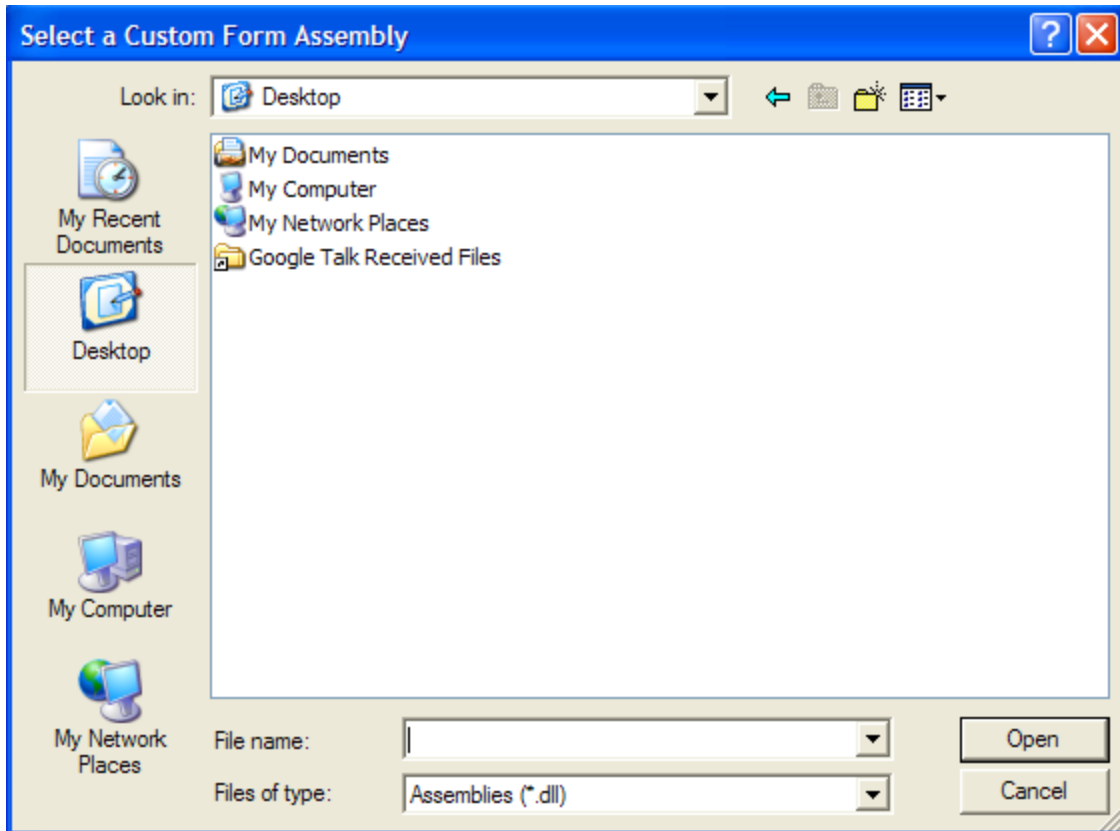 Select a Custom Form Assembly
Look in: Desktop
My Documents
My Computer
My Network Places
Google Talk Received Files
My Recent
Documents
Desktop
My Documents
My Computer
My Network
Places
File name:
Open
Files of type: Assemblies (*.dll)
Cancel